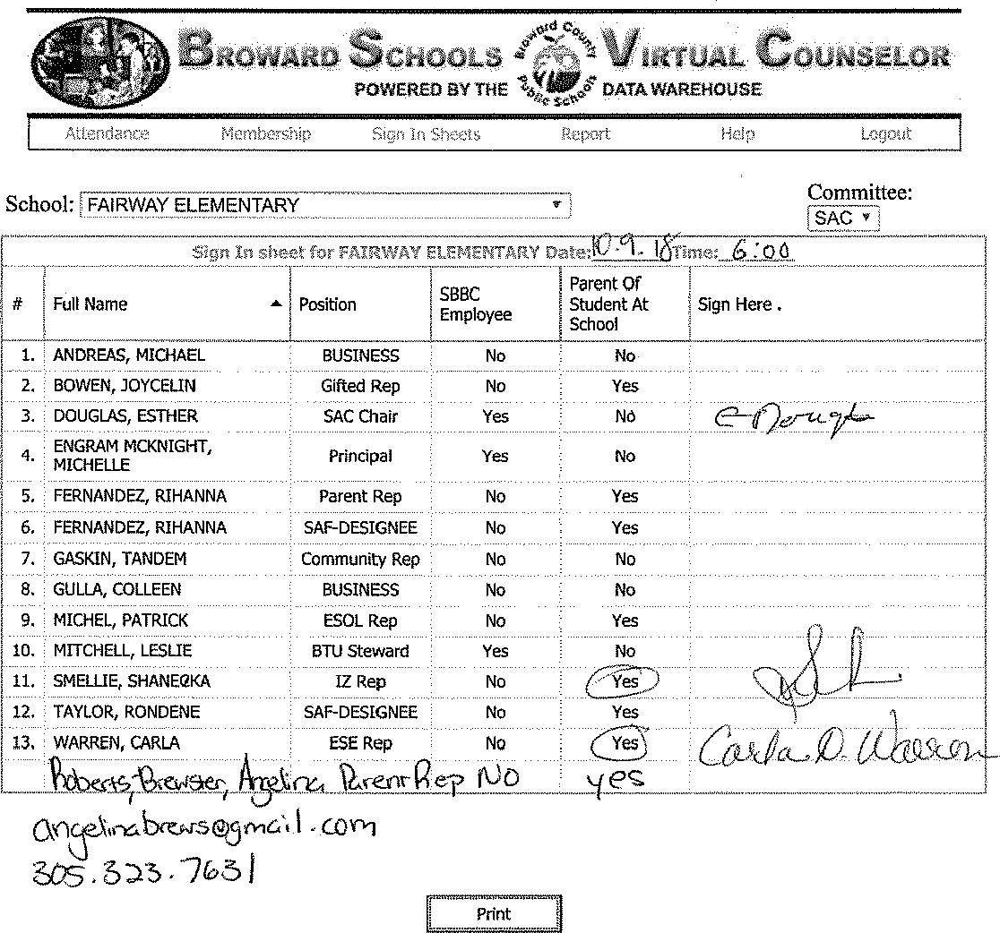 BROWARD SCHOOLS Broward County Public Schools VIRTUAL COUNSELOR
POWERED BY THE DATA WAREHOUSE
Attendance Membership Sign In Sheets Report Help Logout
School: FAIRWAY ELEMENTARY
Committee:
SAC
Sign In sheet for FAIRWAY ELEMENTARY Date: 10.9.18 Time: 6:00
# Full Name Position SBBC Employee Parent Of Student At School Sign Here .
1. ANDREAS, MICHAEL BUSINESS No No
2. BOWEN, JOYCELIN Gifted Rep No Yes
3. DOUGLAS, ESTHER SAC Chair Yes No
4. ENGRAM MCKNIGHT, MICHELLE Principal Yes No
5. FERNANDEZ, RIHANNA Parent Rep No Yes
6. FERNANDEZ, RIHANNA SAF-DESIGNEE No Yes
7. GASKIN, TANDEM Community Rep No No
8. GULLA, COLLEEN BUSINESS No No
9. MICHEL, PATRICK ESOL Rep No Yes
10. MITCHELL, LESLIE BTU Steward Yes No
11. SMELLIE, SHANEQKA IZ Rep No Yes
12. TAYLOR, RONDENE SAF-DESIGNEE No Yes
13. WARREN, CARLA ESE Rep No Yes Carla D. Warren
Roberts-Brewster, Angelina Parent Rep NO yes
angelinabrews@gmail.com
305.323.7631
Print